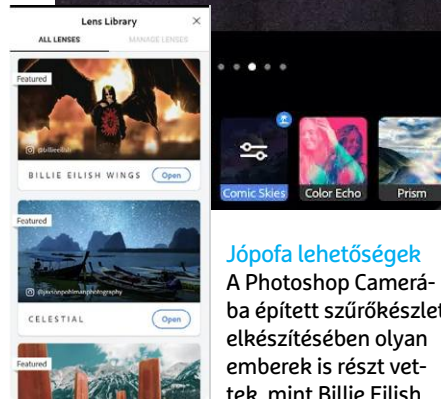 Lens Library
ALL LENSES MANAGE LENSES
Featured
@billieeilish
BILLIE EILISH WINGS Open
Featured
CELESTIAL Open
Featured
Comic Skies Color Echo Prism
Jópofa lehetőségek
A Photoshop Camerá-
ba épített szűrőkészlet
elkészítésében olyan
emberek is részt vet-
tek, mint Billie Eilish